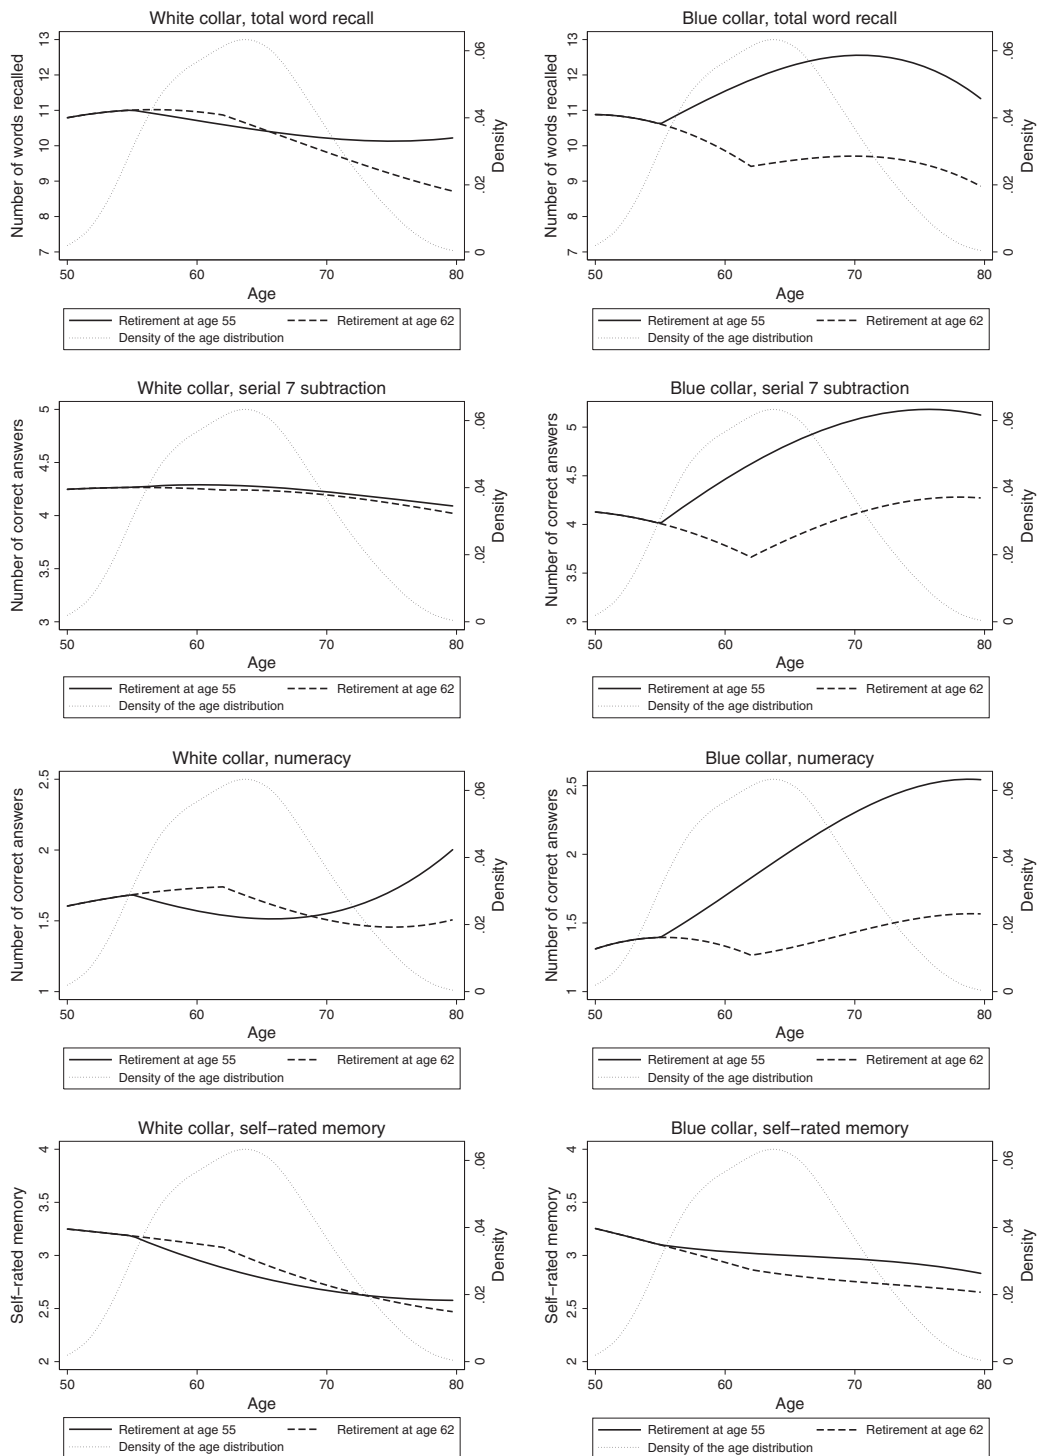 White collar, total word recall
Number of words recalled
7 8 9 10 11 12 13
0 .02 .04 .06
Density
50 60 70 80
Age
Retirement at age 55 Retirement at age 62
Density of the age distribution
Blue collar, total word recall
Number of words recalled
7 8 9 10 11 12 13
0 .02 .04 .06
Density
50 60 70 80
Age
Retirement at age 55 Retirement at age 62
Density of the age distribution
White collar, serial 7 subtraction
Number of correct answers
3 3.5 4 4.5 5
0 .02 .04 .06
Density
50 60 70 80
Age
Retirement at age 55 Retirement at age 62
Density of the age distribution
Blue collar, serial 7 subtraction
Number of correct answers
3 3.5 4 4.5 5
0 .02 .04 .06
Density
50 60 70 80
Age
Retirement at age 55 Retirement at age 62
Density of the age distribution
White collar, numeracy
Number of correct answers
1 1.5 2 2.5
0 .02 .04 .06
Density
50 60 70 80
Age
Retirement at age 55 Retirement at age 62
Density of the age distribution
Blue collar, numeracy
Number of correct answers
1 1.5 2 2.5
0 .02 .04 .06
Density
50 60 70 80
Age
Retirement at age 55 Retirement at age 62
Density of the age distribution
White collar, self−rated memory
Self−rated memory
2 2.5 3 3.5 4
0 .02 .04 .06
Density
50 60 70 80
Age
Retirement at age 55 Retirement at age 62
Density of the age distribution
Blue collar, self−rated memory
Self−rated memory
2 2.5 3 3.5 4
0 .02 .04 .06
Density
50 60 70 80
Age
Retirement at age 55 Retirement at age 62
Density of the age distribution